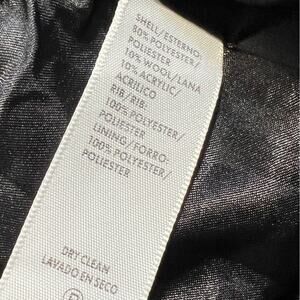 SHELL/ESTERNO:
80% POLYESTER/
POLIESTER
10% WOOL/LANA
10% ACRYLIC/
ACRILICO
RIB/RIB:
100% POLYESTER/
POLIESTER
LINING/FORRO:
100% POLYESTER/
POLIESTER
DRY CLEAN
LAVADO EN SECO
P